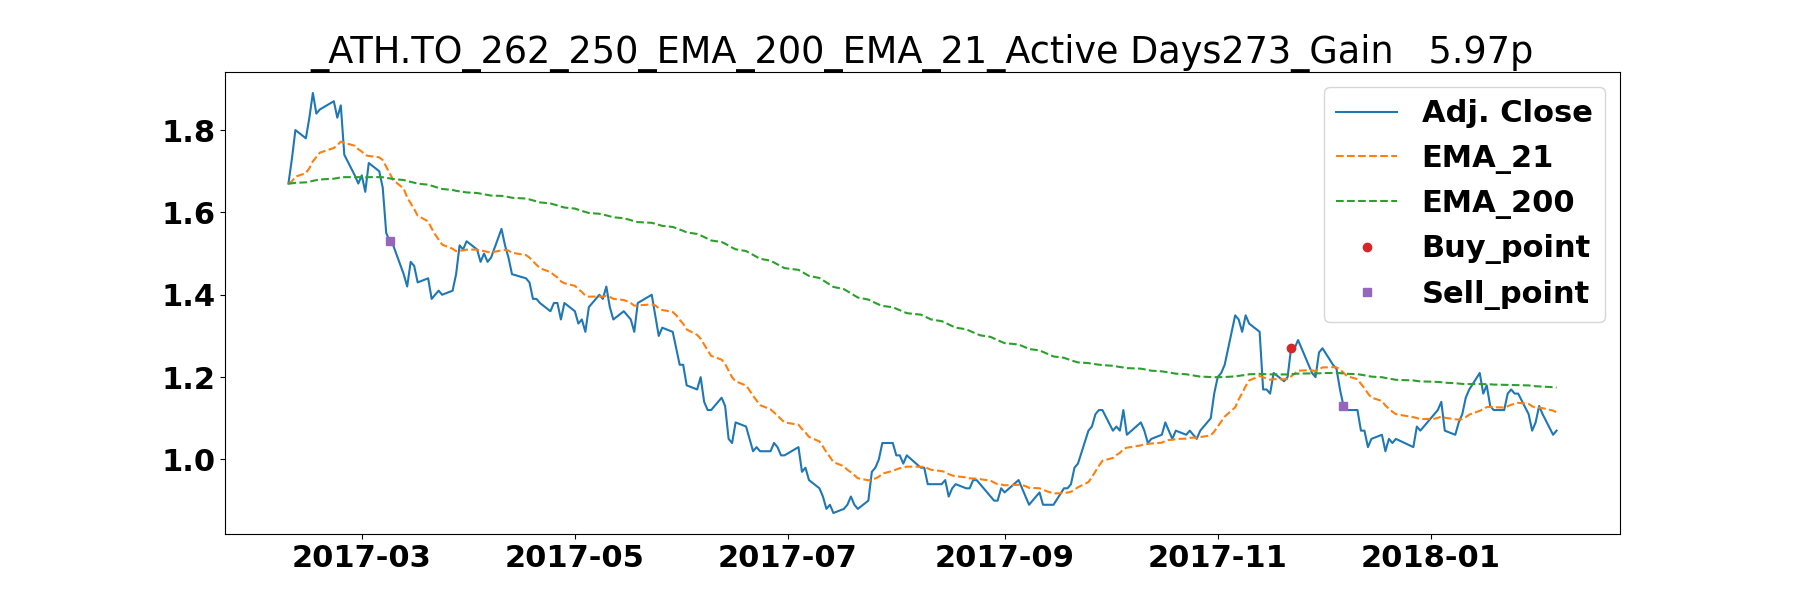 _ATH.TO_262_250_EMA_200_EMA_21_Active Days273_Gain   5.97p
Adj. Close
EMA_21
EMA_200
Buy_point
Sell_point
1.8
1.6
1.4
1.2
1.0
2017-03 2017-05 2017-07 2017-09 2017-11 2018-01